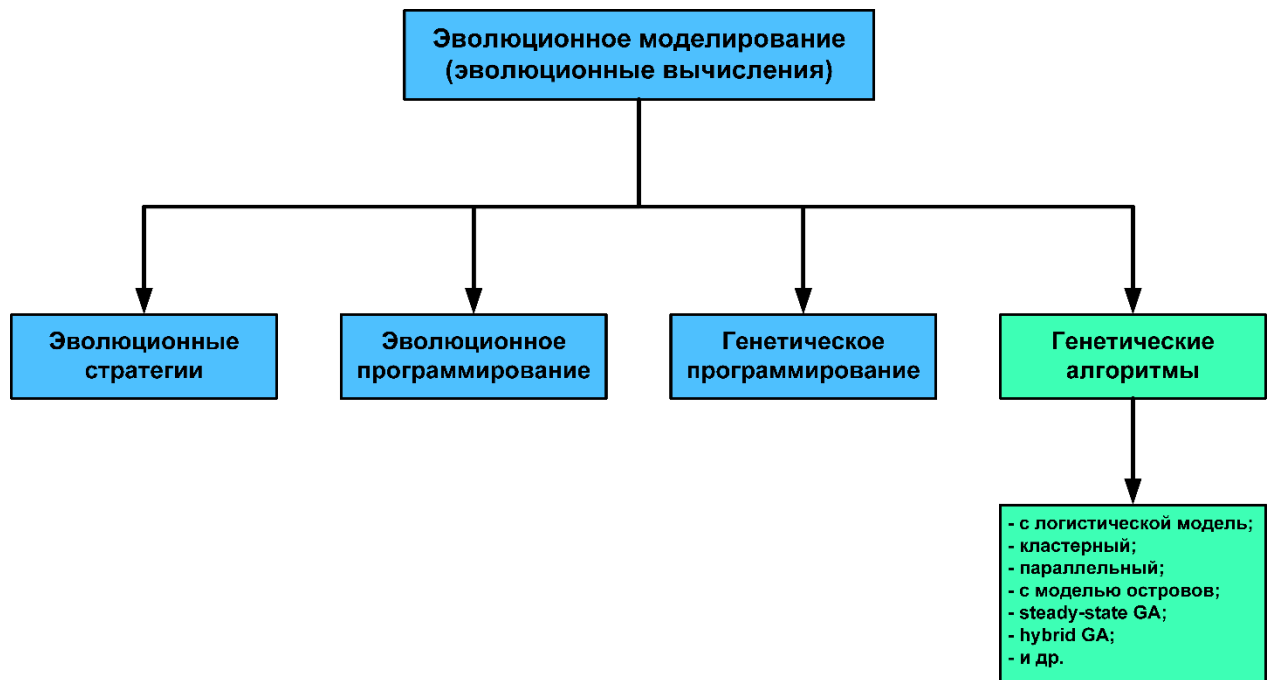 Эволюционное моделирование
(эволюционные вычисления)
Эволюционные
стратегии
Эволюционное
программирование
Генетическое
программирование
Генетические
алгоритмы
- с логистической модель;
- кластерный;
- параллельный;
- с моделью островов;
- steady-state GA;
- hybrid GA;
- и др.